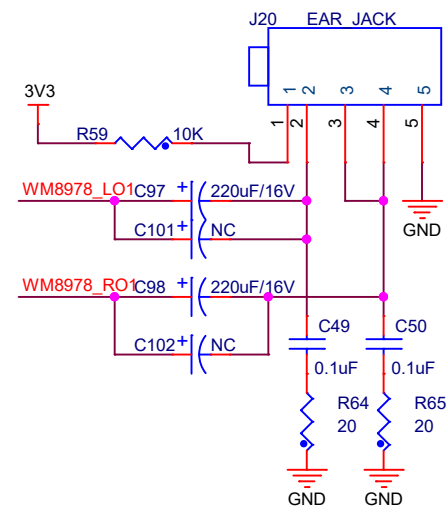 J20 EAR JACK
1 2 3 4 5
1 2 3 4 5
3V3
R59 10K
WM8978_LO1 C97 + 220uF/16V
C101 + NC
GND
WM8978_RO1 C98 + 220uF/16V
C102 + NC
C49 C50
0.1uF 0.1uF
R64 R65
20 20
GND GND